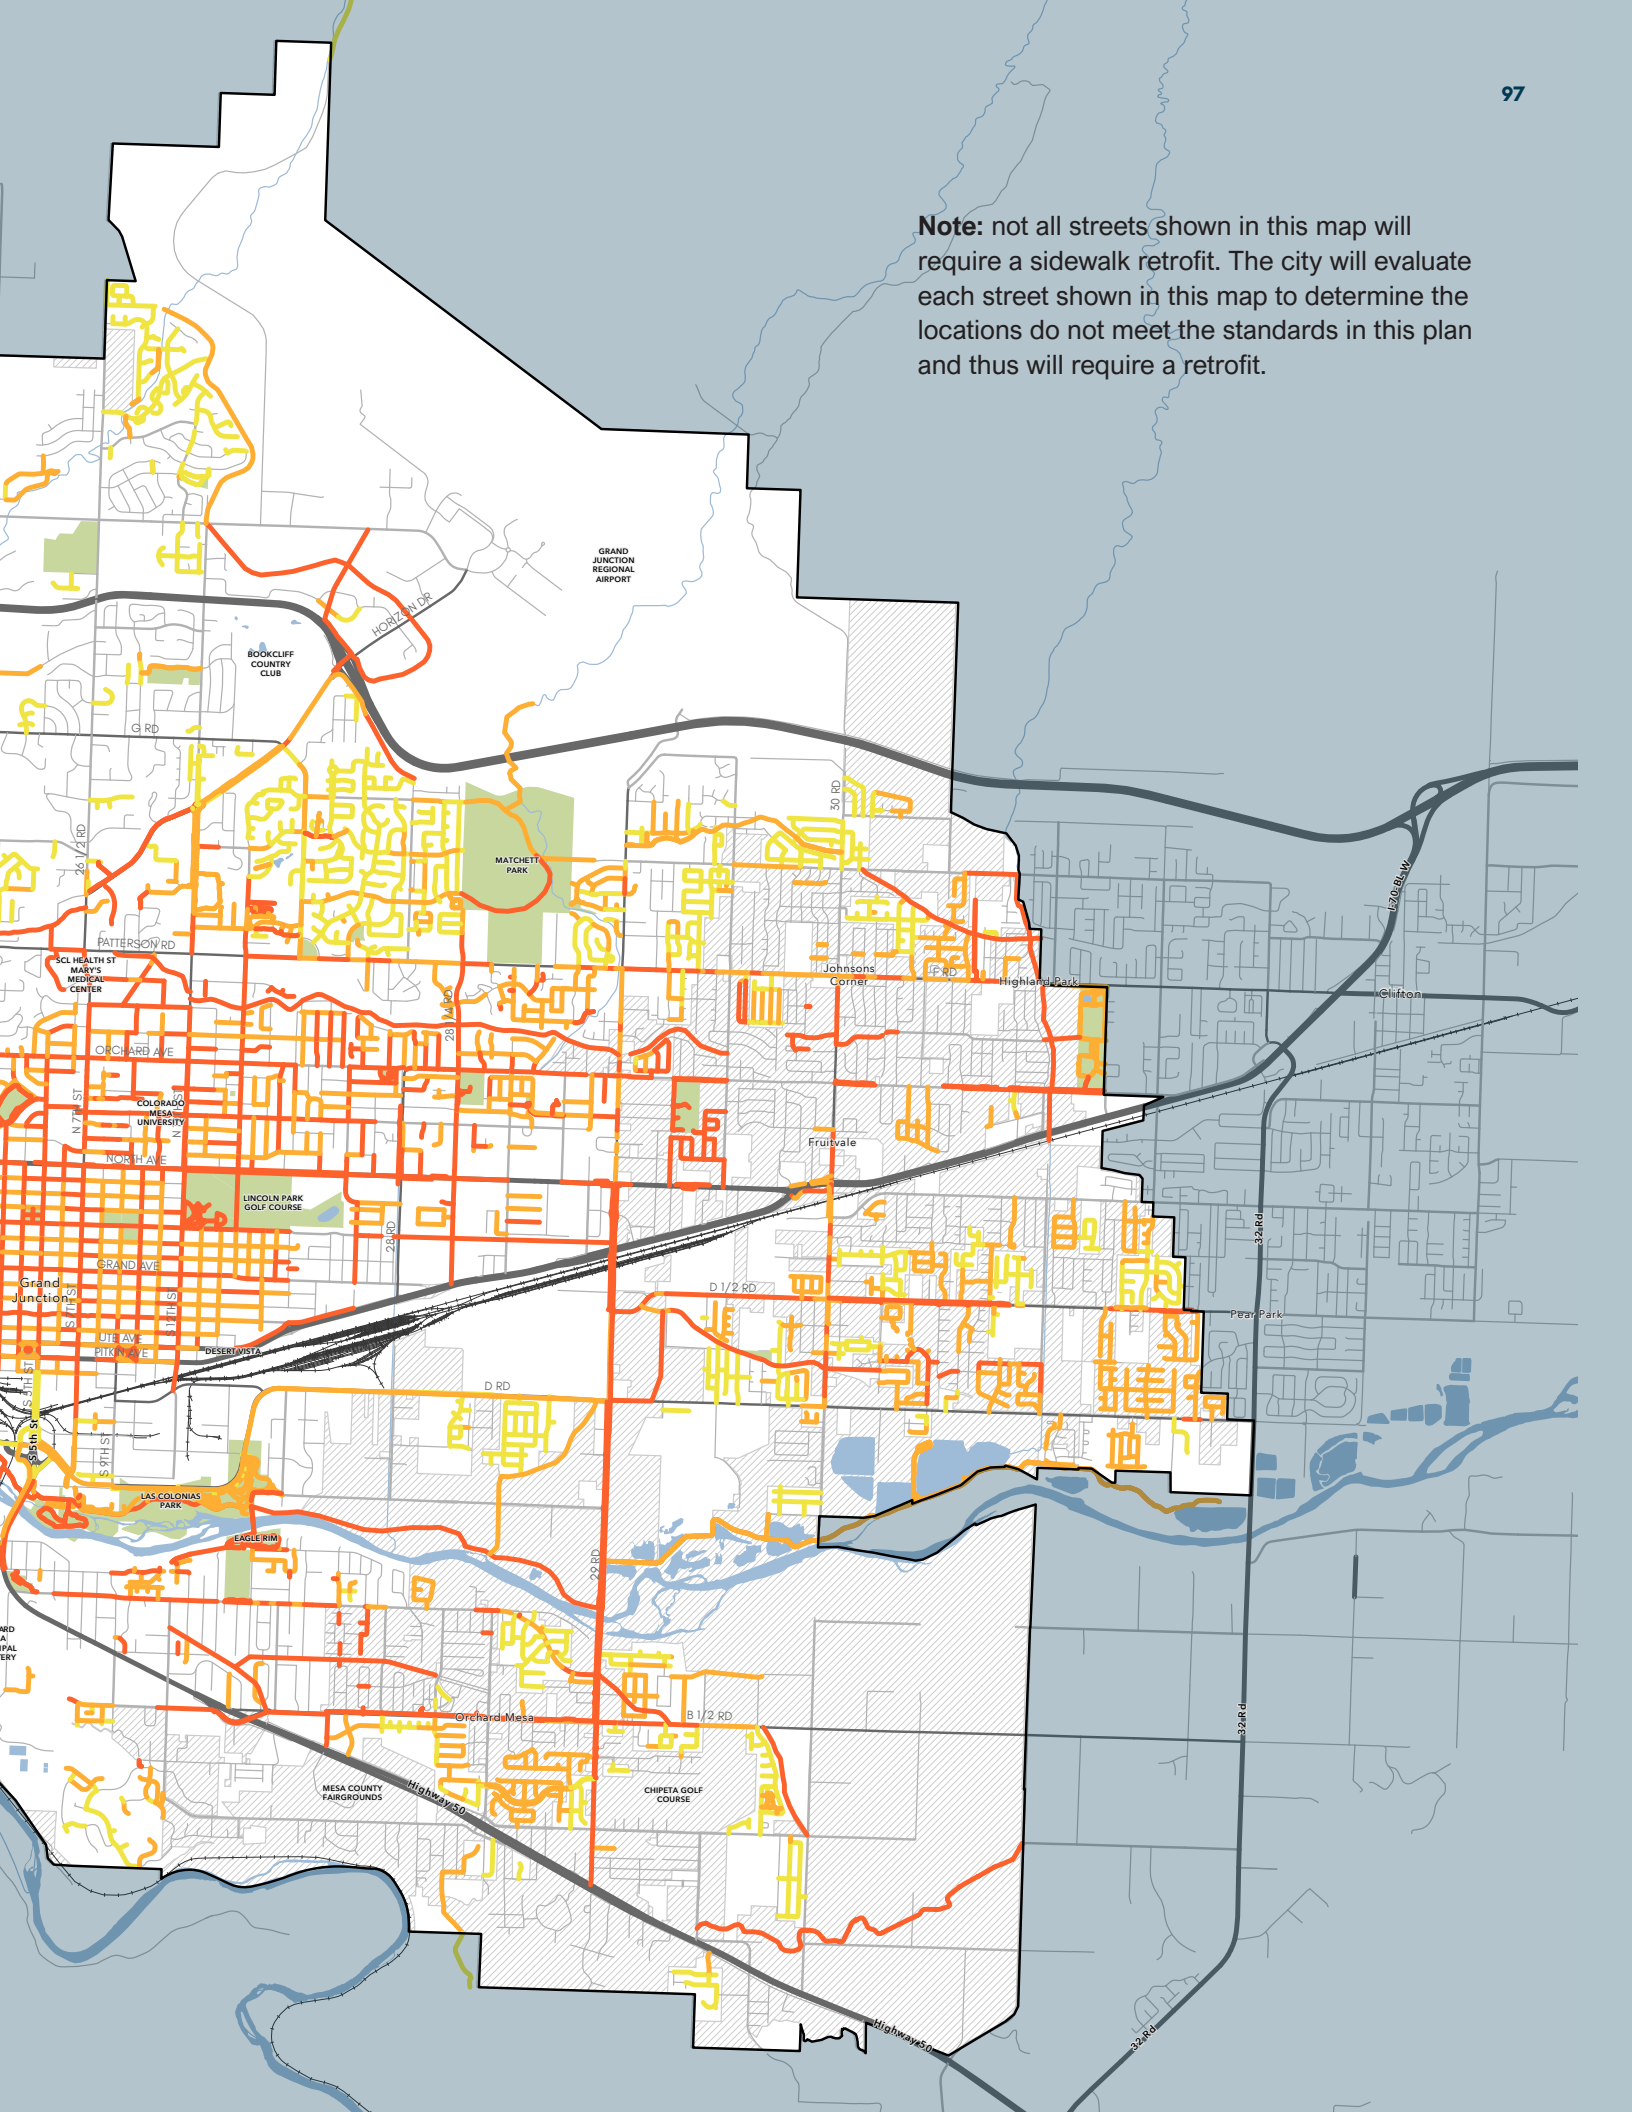 97
Note: not all streets shown in this map will
require a sidewalk retrofit. The city will evaluate
each street shown in this map to determine the
locations do not meet the standards in this plan
and thus will require a retrofit.
GRAND
JUNCTION
REGIONAL
AIRPORT
HORIZON DR
BOOKCLIFF
COUNTRY
CLUB
G RD
30 RD
26 1/2 RD
MATCHETT
PARK
I-70 BL W
PATTERSON RD
SCL HEALTH ST
MARY'S
MEDICAL
CENTER
Johnsons
Corner
F RD
Highland Park
Clifton
28 1/4 RD
ORCHARD AVE
N 7TH ST
COLORADO
MESA
UNIVERSITY
Fruitvale
NORTH AVE
LINCOLN PARK
GOLF COURSE
28 RD
32 Rd
GRAND AVE
Grand
Junction
D 1/2 RD
S 7TH ST
S 12TH ST
Pear Park
UTE AVE
PITKIN AVE
DESERT VISTA
S 5TH ST
D RD
S 5th St
S 9TH ST
LAS COLONIAS
PARK
EAGLE RIM
29 RD
ARD
A
IPAL
ERY
Orchard Mesa
B 1/2 RD
32 Rd
MESA COUNTY
FAIRGROUNDS
Highway 50
CHIPETA GOLF
COURSE
Highway 50
32 Rd